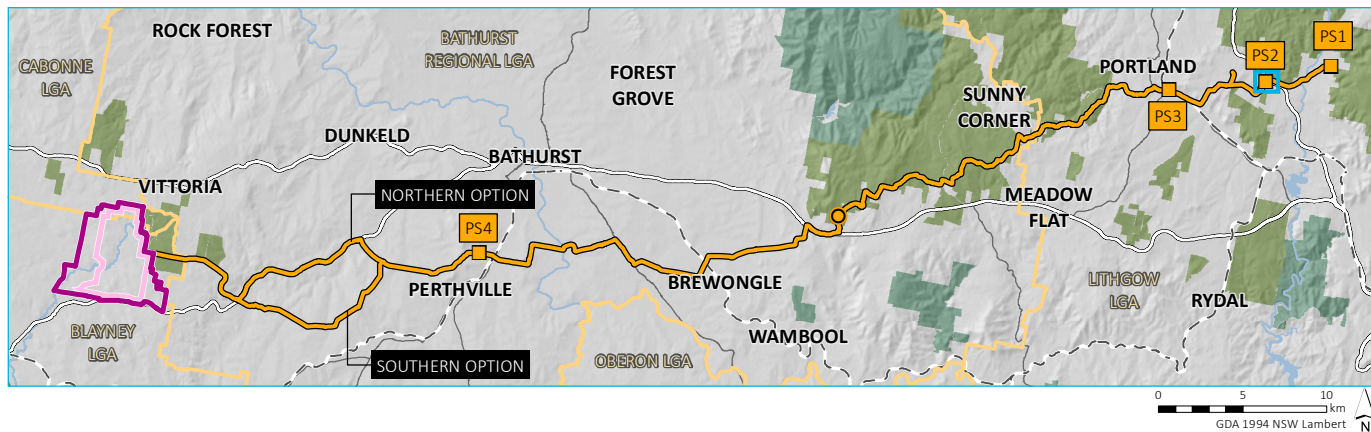 ROCK FOREST
CABONNE
LGA
BATHURST
REGIONAL LGA
FOREST
GROVE
PORTLAND
PS2
PS1
SUNNY
CORNER
PS3
DUNKELD
BATHURST
VITTORIA
NORTHERN OPTION
MEADOW
FLAT
PS4
PERTHVILLE
BREWONGLE
LITHGOW
LGA
RYDAL
BLAYNEY
LGA
WAMBOOL
SOUTHERN OPTION
OBERON LGA
0 5 10
km
GDA 1994 NSW Lambert
N